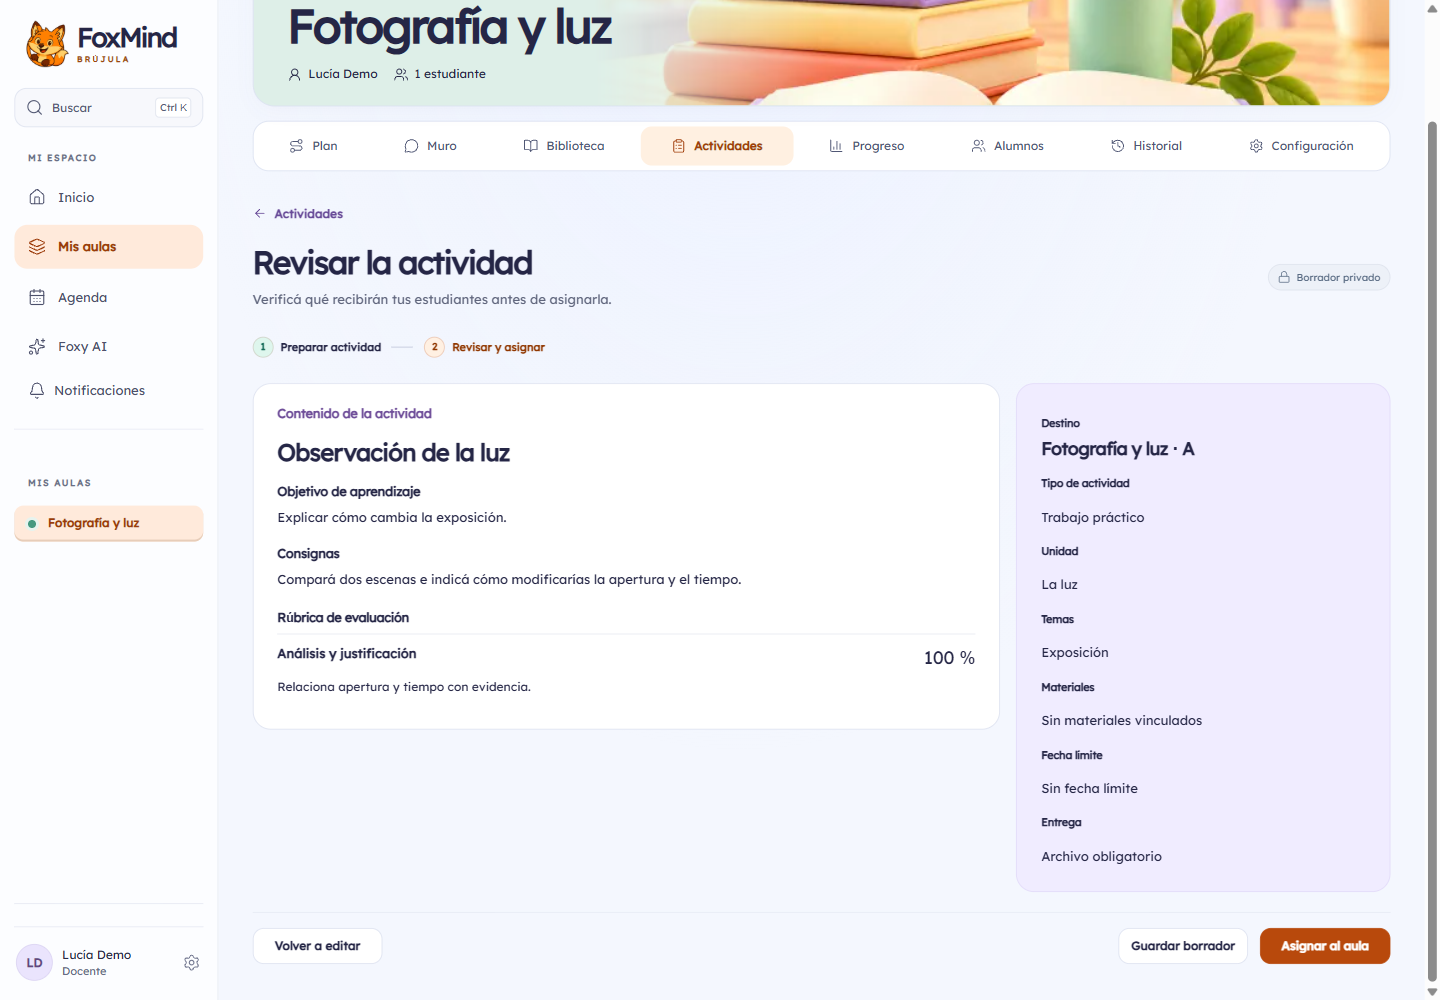 FoxMind
BRÚJULA
Buscar
Ctrl K
MI ESPACIO
Inicio
Mis aulas
Agenda
Foxy AI
Notificaciones
MIS AULAS
Fotografía y luz
LD
Lucía Demo
Docente
Fotografía y luz
Lucía Demo
1 estudiante
Plan
Muro
Biblioteca
Actividades
Progreso
Alumnos
Historial
Configuración
Actividades
Revisar la actividad
Verificá qué recibirán tus estudiantes antes de asignarla.
Borrador privado
1 Preparar actividad
2 Revisar y asignar
Contenido de la actividad
Observación de la luz
Objetivo de aprendizaje
Explicar cómo cambia la exposición.
Consignas
Compará dos escenas e indicá cómo modificarías la apertura y el tiempo.
Rúbrica de evaluación
Análisis y justificación
100 %
Relaciona apertura y tiempo con evidencia.
Destino
Fotografía y luz · A
Tipo de actividad
Trabajo práctico
Unidad
La luz
Temas
Exposición
Materiales
Sin materiales vinculados
Fecha límite
Sin fecha límite
Entrega
Archivo obligatorio
Volver a editar
Guardar borrador
Asignar al aula